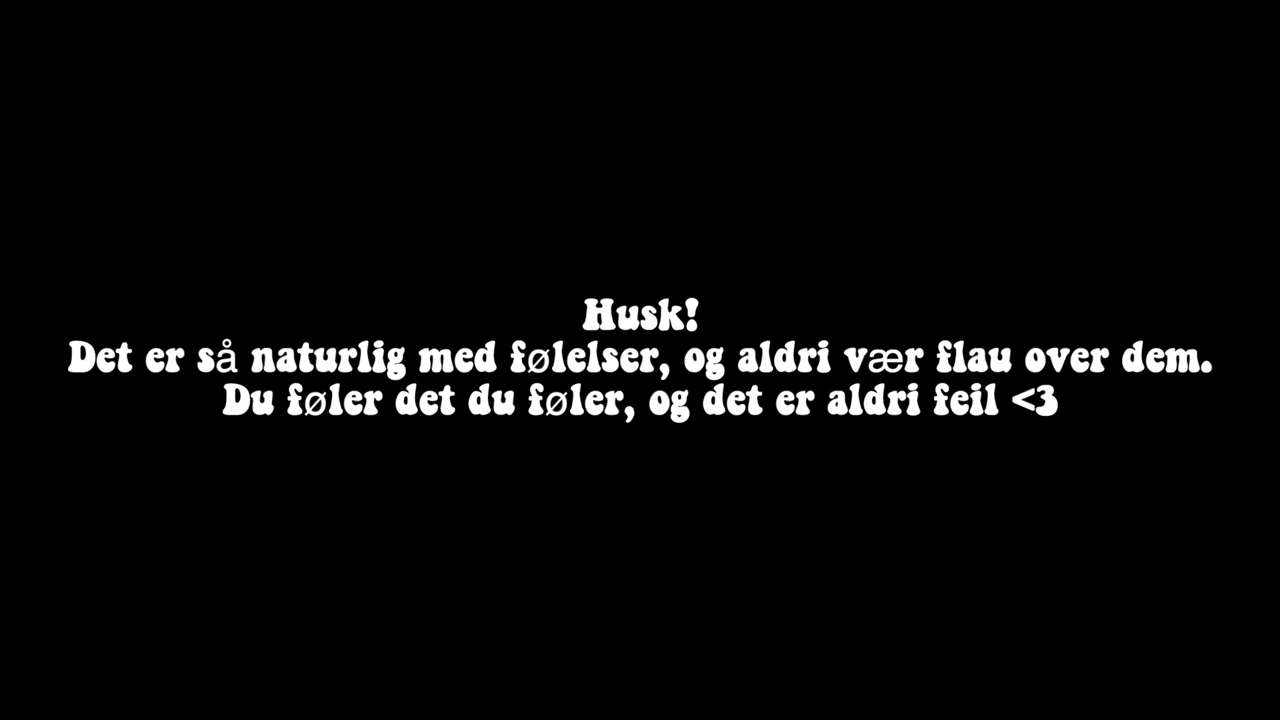 Husk!
Det er så naturlig med følelser, og aldri vær flau over dem.
Du føler det du føler, og det er aldri feil <3